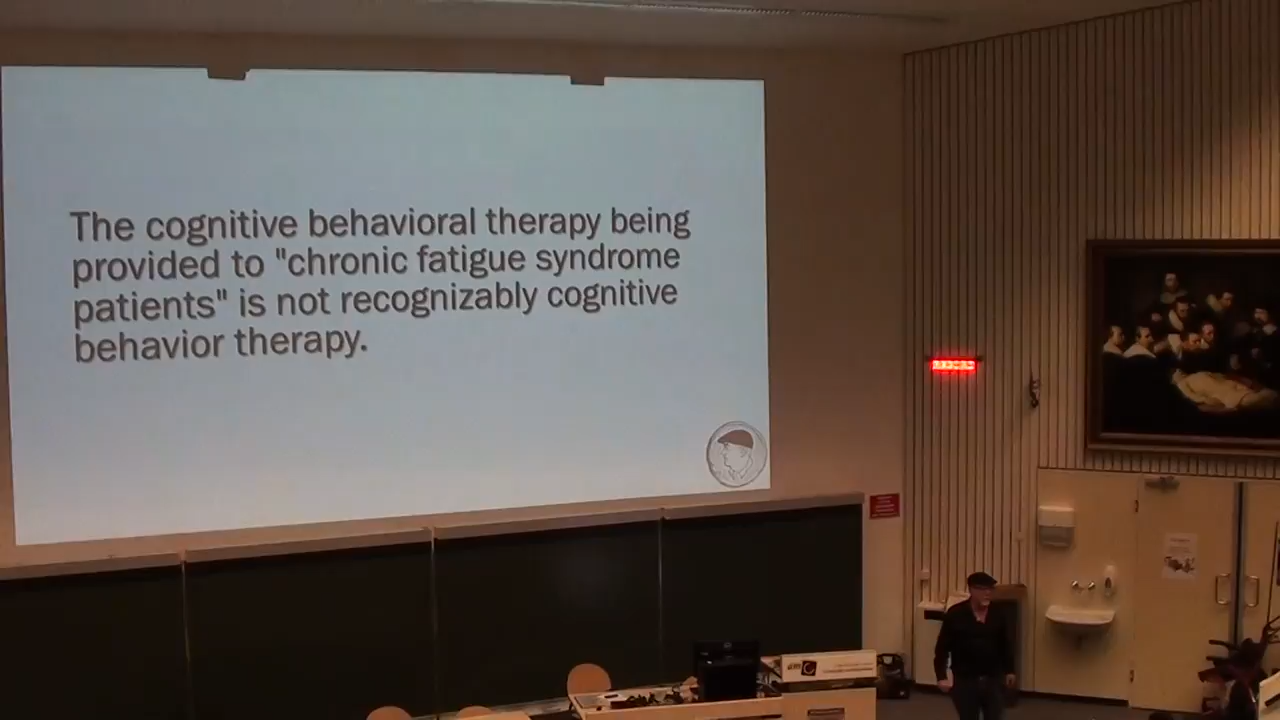 The cognitive behavioral therapy being
provided to "chronic fatigue syndrome
patients" is not recognizably cognitive
behavior therapy.